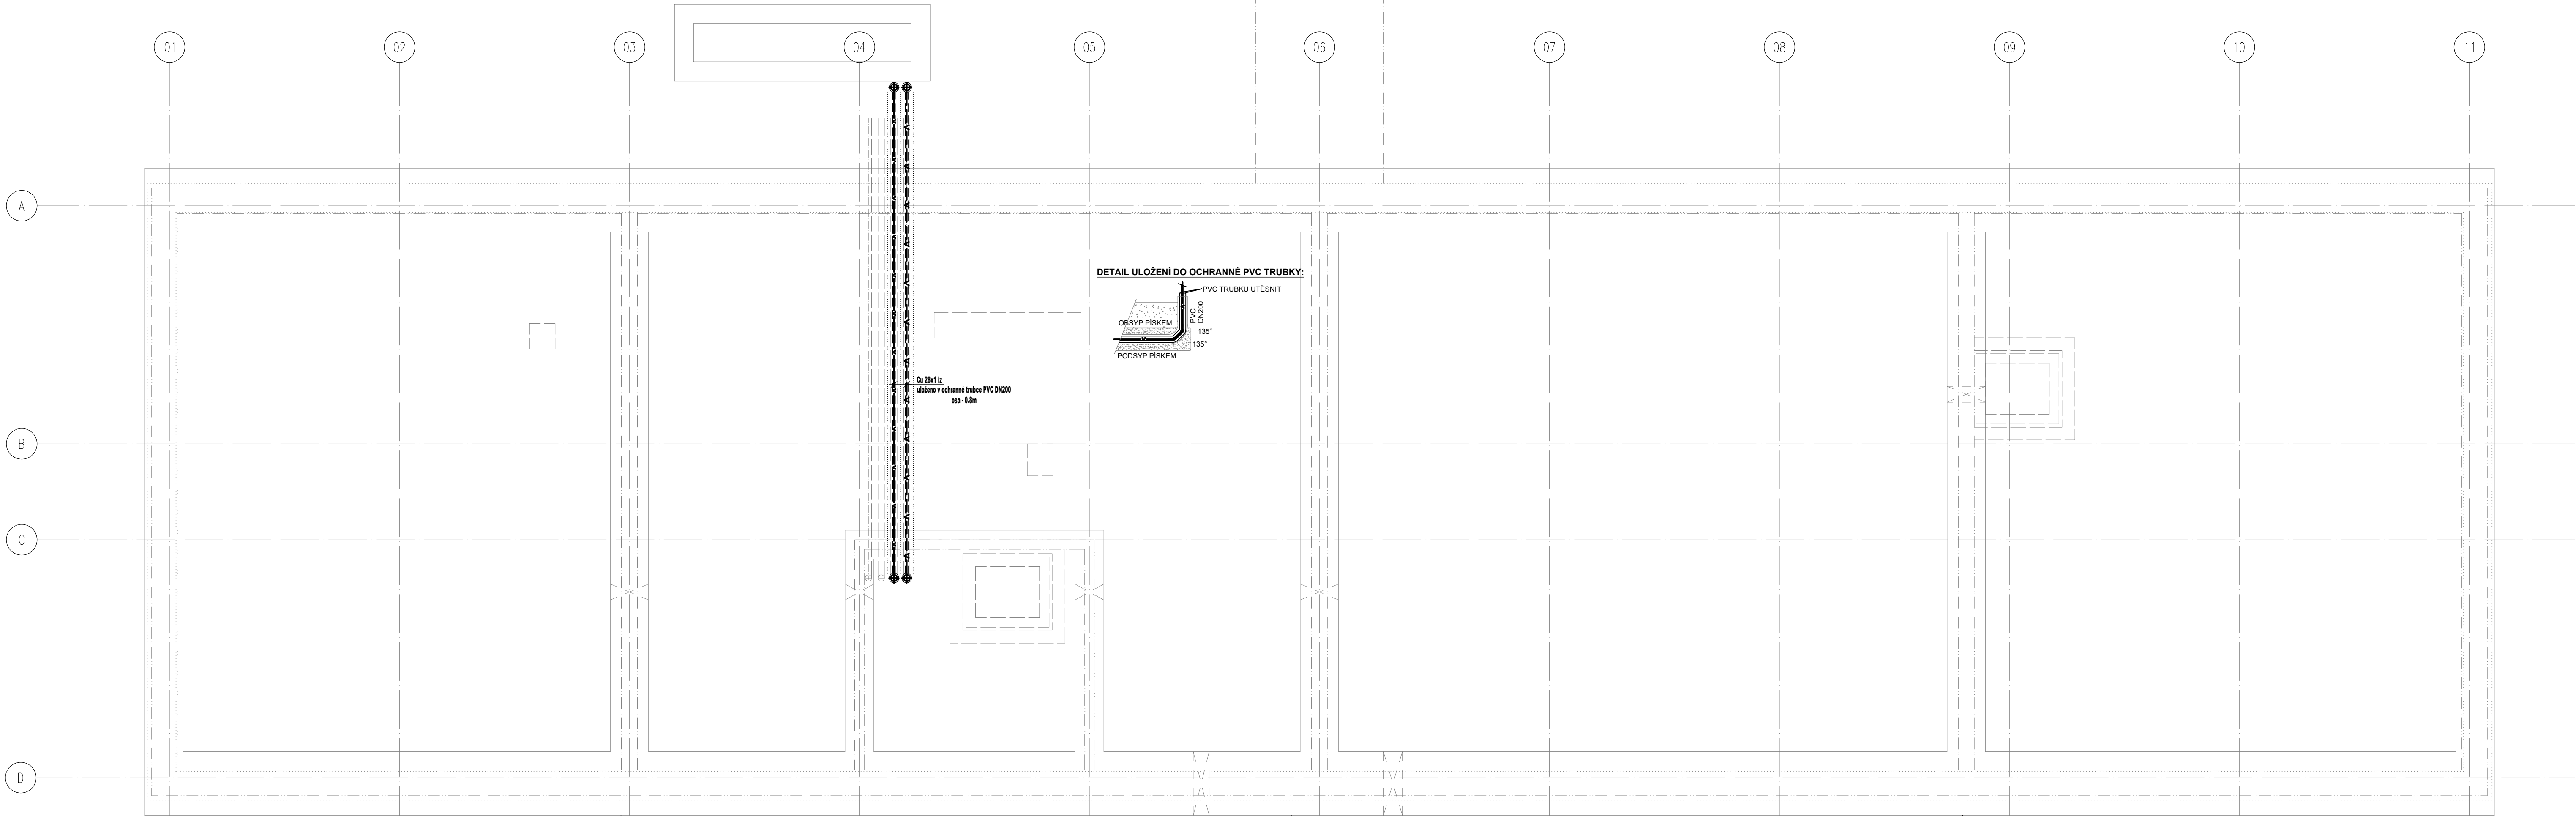 01
02
03
04
05
06
07
08
09
10
11
A
B
C
D
DETAIL ULOŽENÍ DO OCHRANNÉ PVC TRUBKY:
PVC TRUBKU UTĚSNIT
PVC
DN200
OBSYP PÍSKEM
135°
135°
PODSYP PÍSKEM
Cu 28x1 iz
uloženo v ochranné trubce PVC DN200
osa - 0.8m